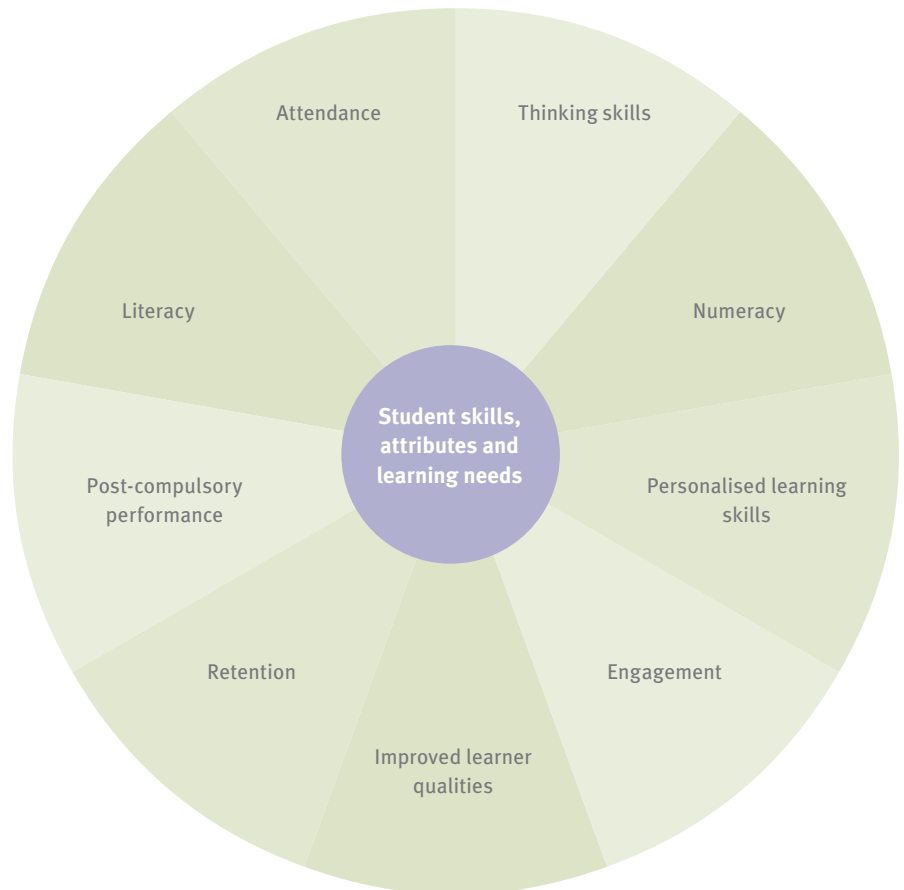 Attendance
Thinking skills
Literacy
Numeracy
Student skills,
attributes and
learning needs
Post-compulsory
performance
Personalised learning
skills
Retention
Engagement
Improved learner
qualities